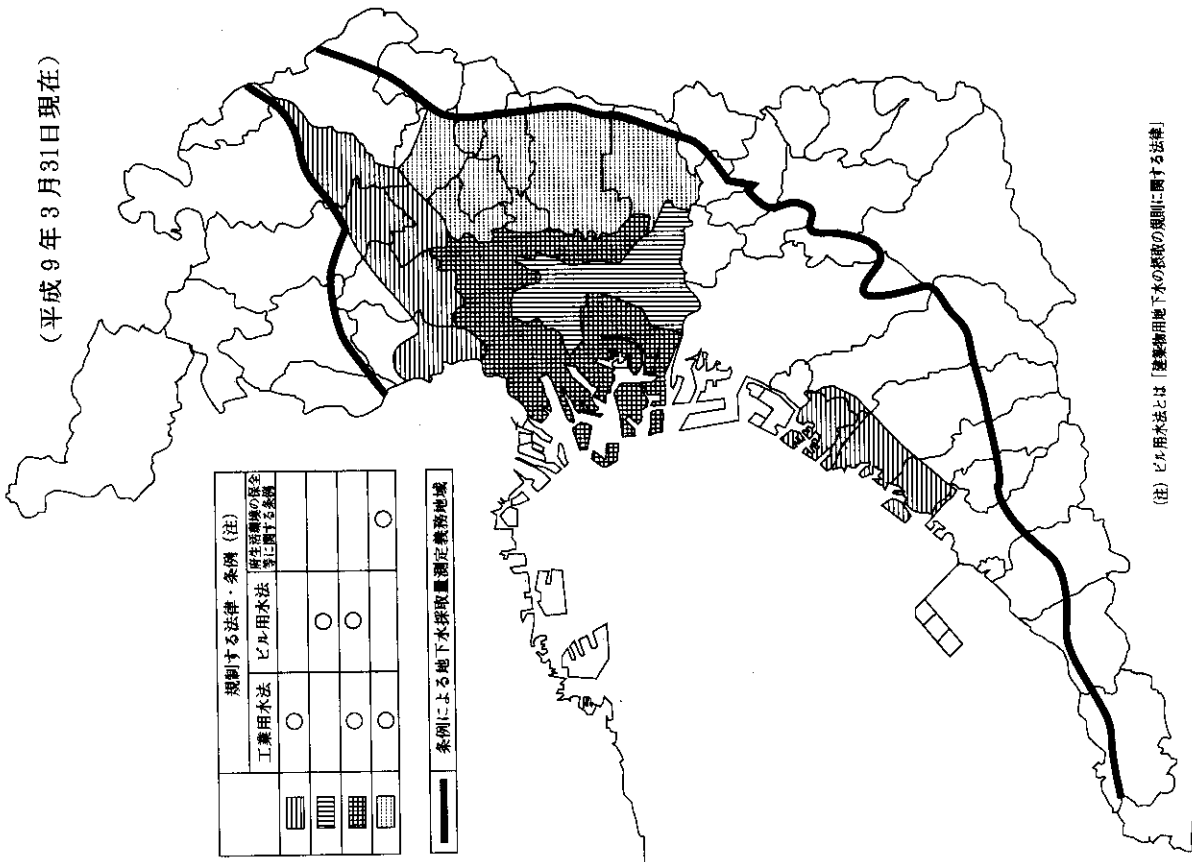 (平成9年3月31日現在)
規制する法律・条例 (注)
工業用水法
ビル用水法
府生活環境の保全
等に関する条例
○
○
○ ○
○ ○
条例による地下水採取量測定義務地域
(注) ビル用水法とは「建築物用地下水の採取の規則に関する法律」